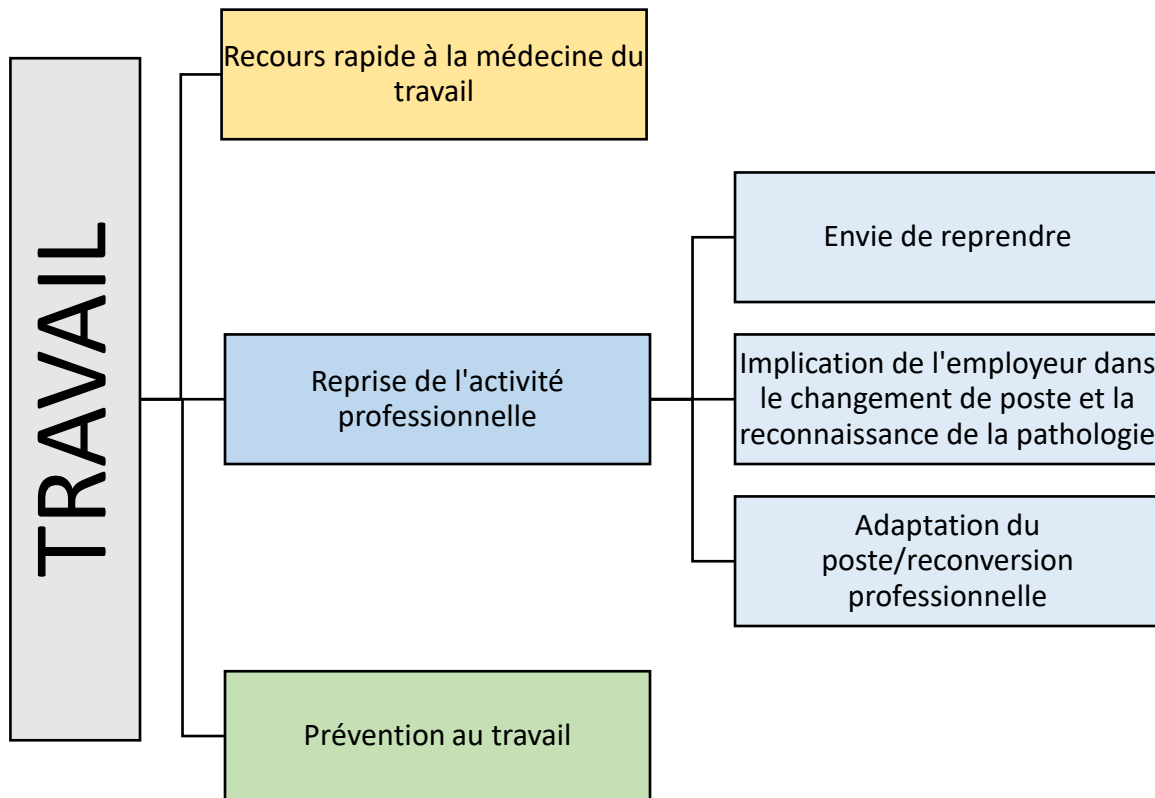 TRAVAIL
Recours rapide à la médecine du
travail
Reprise de l'activité
professionnelle
Envie de reprendre
Implication de l'employeur dans
le changement de poste et la
reconnaissance de la pathologie
Adaptation du
poste/reconversion
professionnelle
Prévention au travail